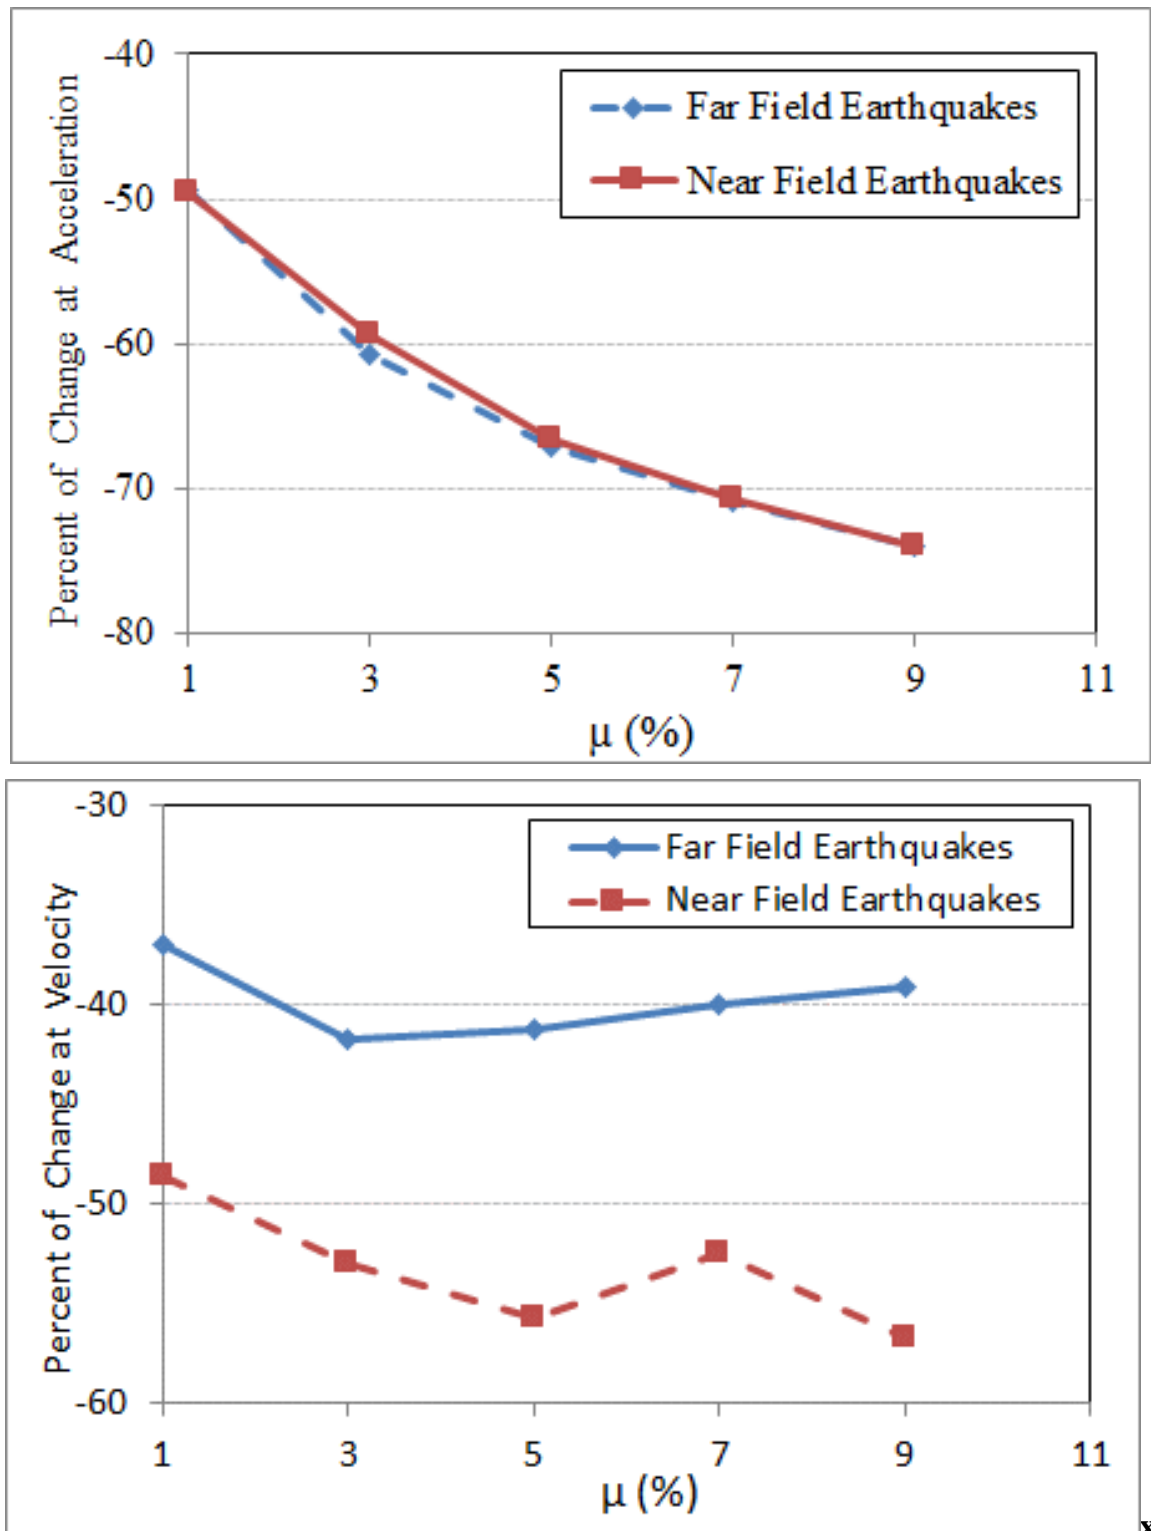 Percent of Change at Acceleration
-40
-50
-60
-70
-80
Far Field Earthquakes
Near Field Earthquakes
1 3 5 7 9 11
μ (%)
Percent of Change at Velocity
-30
-40
-50
-60
Far Field Earthquakes
Near Field Earthquakes
1 3 5 7 9 11
μ (%)